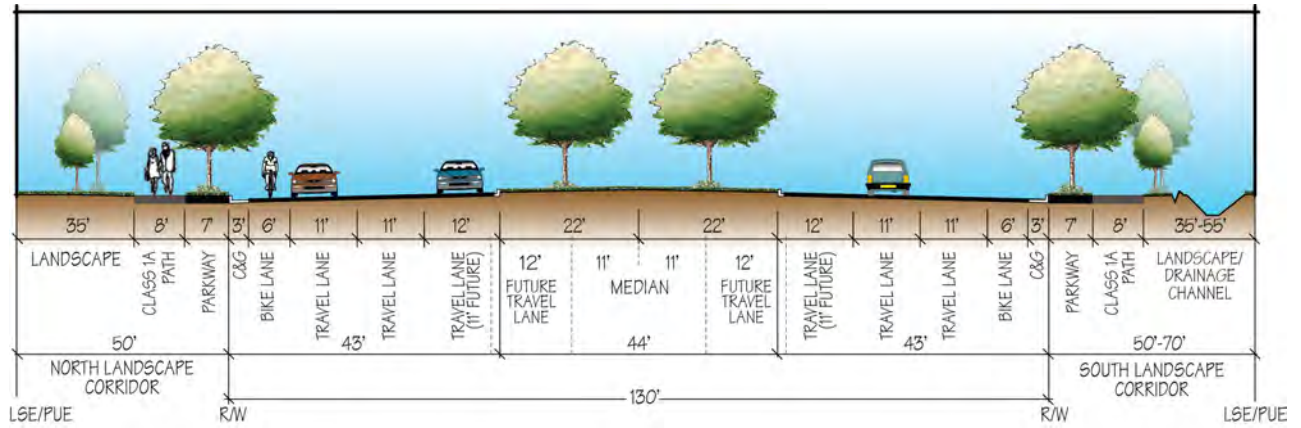 35' 8' 7' 3' 6' 11' 11' 12' 22' 22' 12' 11' 11' 6' 3' 7' 8' 35'-55'
LANDSCAPE
CLASS 1A
PATH
PARKWAY
C&G
BIKE LANE
TRAVEL LANE
TRAVEL LANE
TRAVEL LANE
(11' FUTURE)
12'
FUTURE
TRAVEL
LANE
11' 11'
MEDIAN
12'
FUTURE
TRAVEL
LANE
TRAVEL LANE
(11' FUTURE)
TRAVEL LANE
TRAVEL LANE
BIKE LANE
C&G
PARKWAY
CLASS 1A
PATH
LANDSCAPE/
DRAINAGE
CHANNEL
50' 43' 44' 43' 50'-70'
NORTH LANDSCAPE
CORRIDOR
SOUTH LANDSCAPE
CORRIDOR
130'
LSE/PUE R/W R/W LSE/PUE